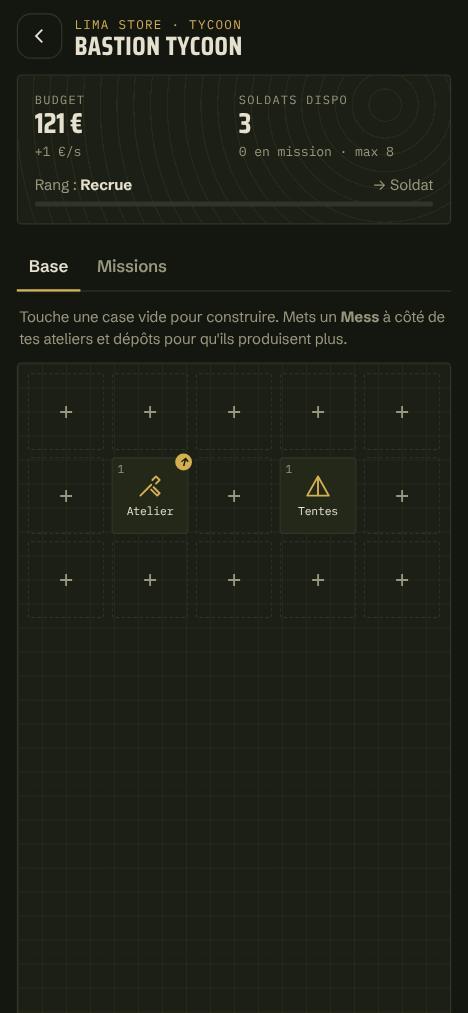 LIMA STORE · TYCOON
BASTION TYCOON
BUDGET
121 €
+1 €/s
SOLDATS DISPO
3
0 en mission · max 8
Rang : Recrue
→ Soldat
Base
Missions
Touche une case vide pour construire. Mets un Mess à côté de
tes ateliers et dépôts pour qu'ils produisent plus.
+ + + + +
+
1
Atelier
+
1
Tentes
+
+ + + + +